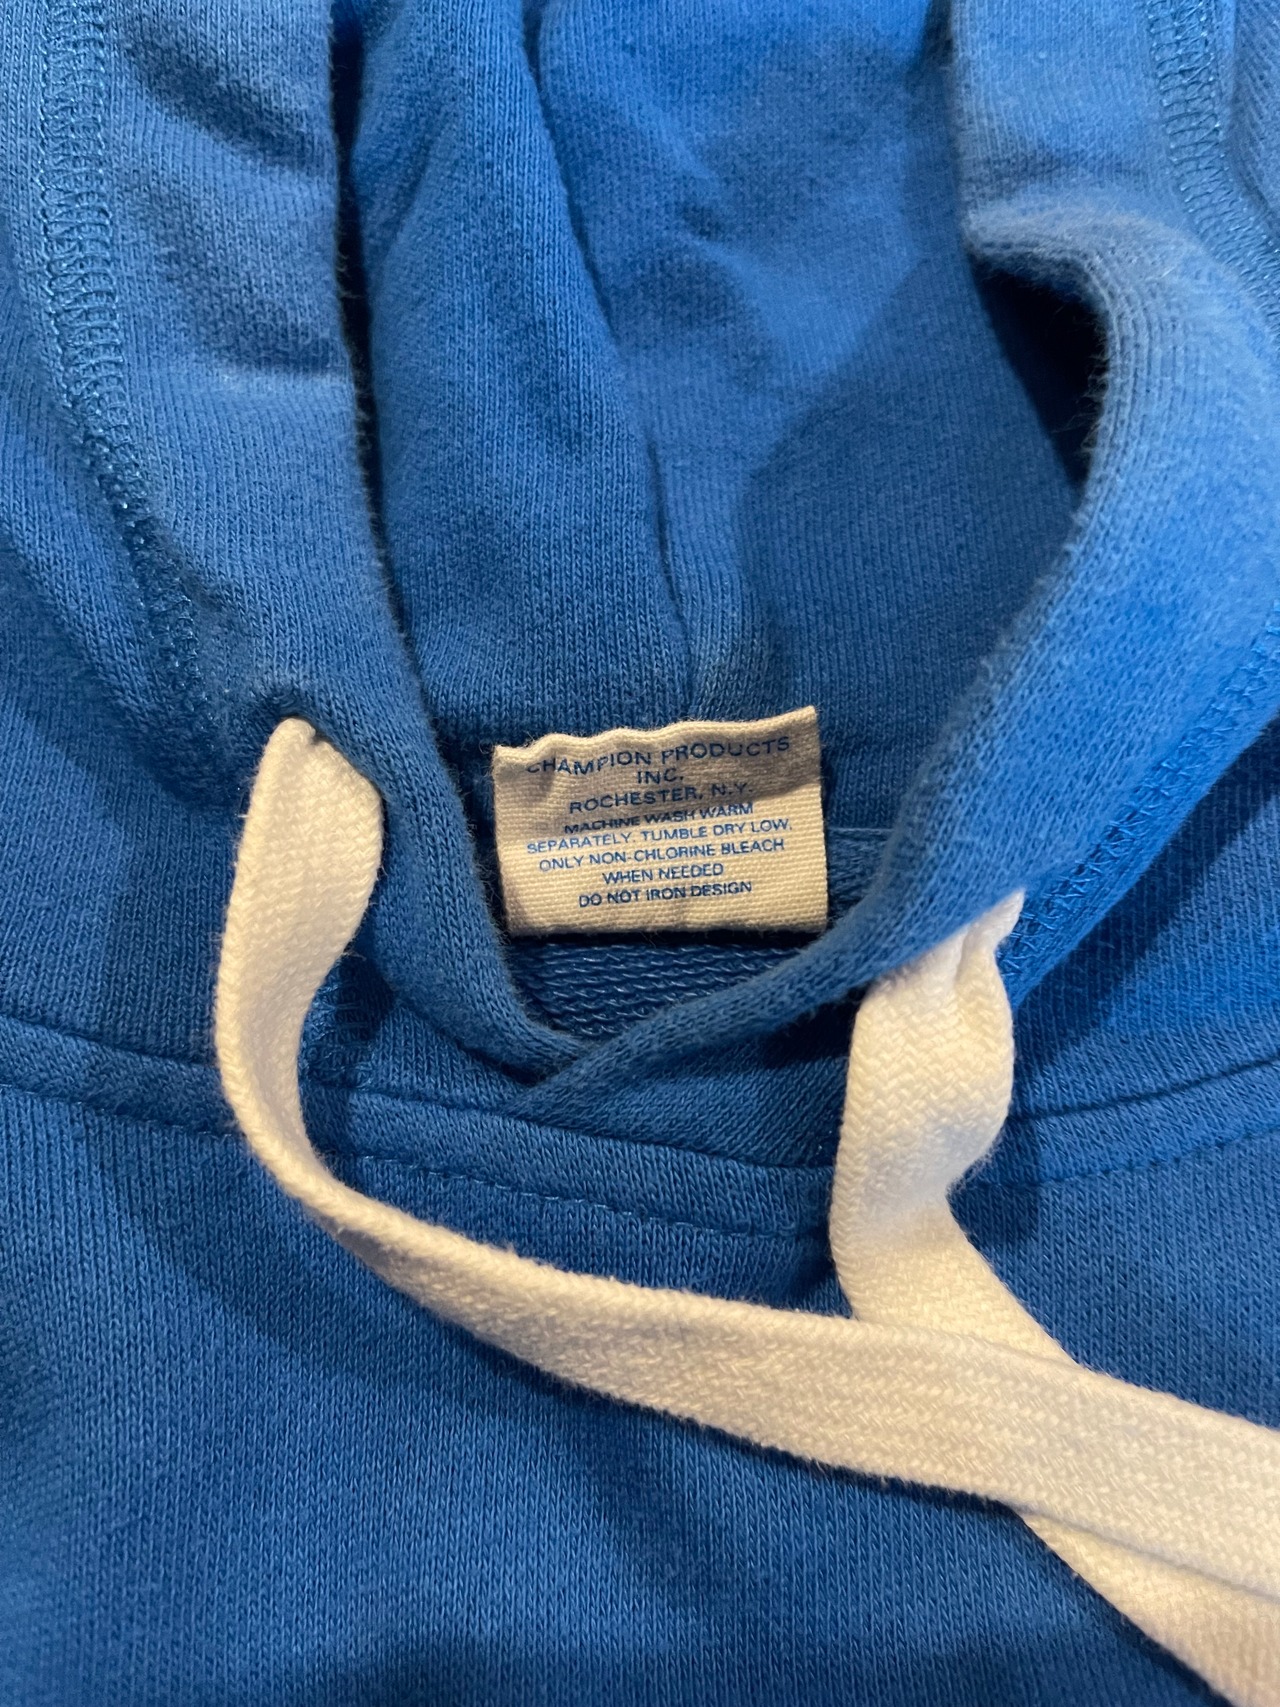 CHAMPION PRODUCTS
INC.
ROCHESTER, N.Y.
MACHINE WASH WARM
SEPARATELY. TUMBLE DRY LOW.
ONLY NON-CHLORINE BLEACH
WHEN NEEDED
DO NOT IRON DESIGN